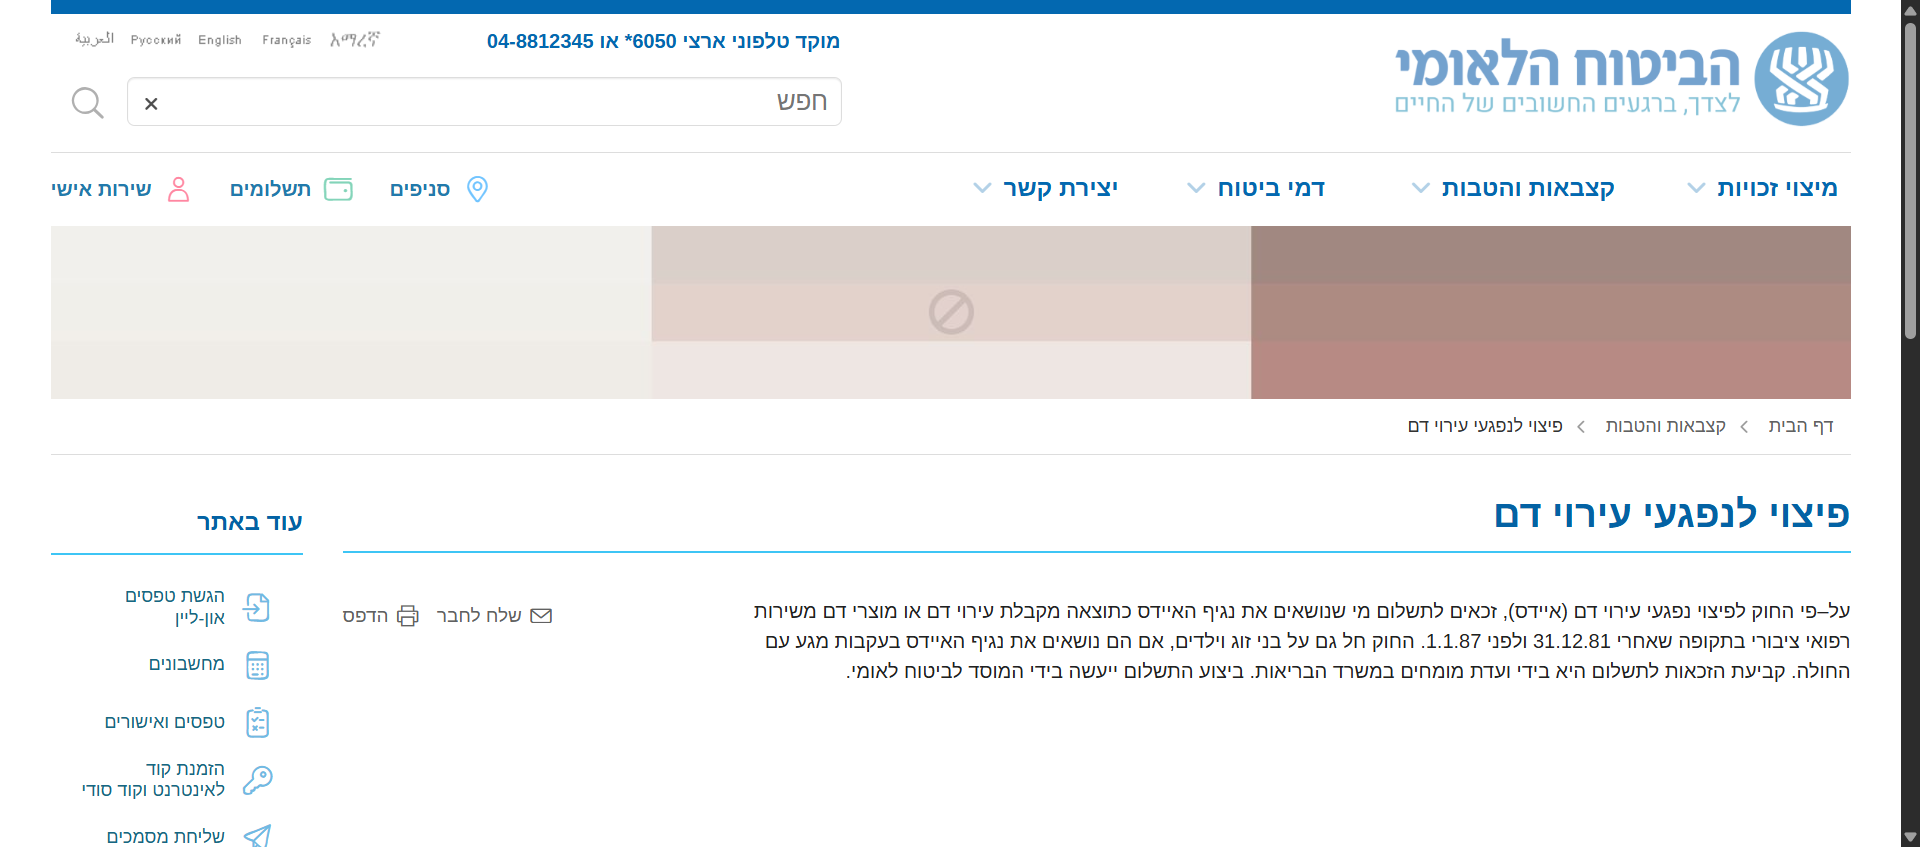 מוקד טלפוני ארצי 6050* או 04-8812345
አማረኛ Français English Русский العربية
הביטוח הלאומי
לצדך, ברגעים החשובים של החיים
חפש
מיצוי זכויות
קצבאות והטבות
דמי ביטוח
יצירת קשר
סניפים
תשלומים
שירות אישי
דף הבית
קצבאות והטבות
פיצוי לנפגעי עירוי דם
פיצוי לנפגעי עירוי דם
על–פי החוק לפיצוי נפגעי עירוי דם (איידס), זכאים לתשלום מי שנושאים את נגיף האיידס כתוצאה מקבלת עירוי דם או מוצרי דם משירות
רפואי ציבורי בתקופה שאחרי 31.12.81 ולפני 1.1.87. החוק חל גם על בני זוג וילדים, אם הם נושאים את נגיף האיידס בעקבות מגע עם
החולה. קביעת הזכאות לתשלום היא בידי ועדת מומחים במשרד הבריאות. ביצוע התשלום ייעשה בידי המוסד לביטוח לאומי.
שלח לחבר
הדפס
עוד באתר
הגשת טפסים
און-ליין
מחשבונים
טפסים ואישורים
הזמנת קוד
לאינטרנט וקוד סודי
שליחת מסמכים